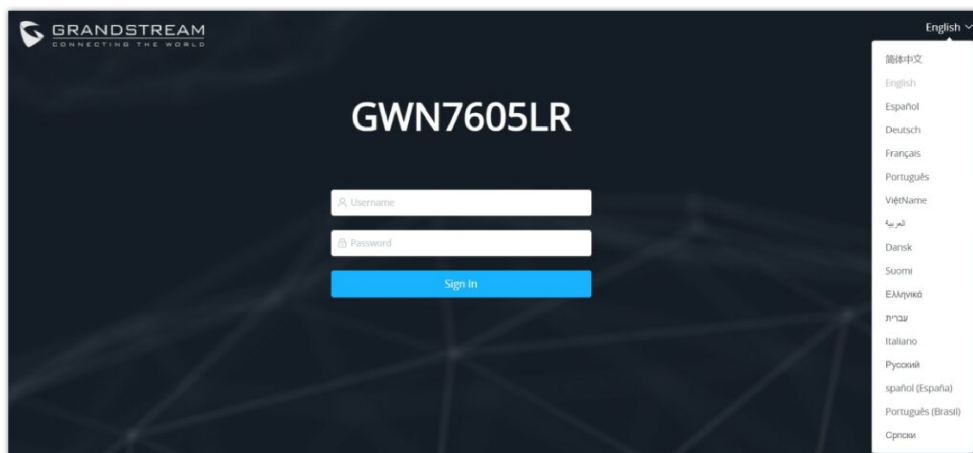 GRANDSTREAM
CONNECTING THE WORLD
English
GWN7605LR
Username
Password
Sign In
简体中文
English
Español
Deutsch
Français
Português
ViệtName
العربية
Dansk
Suomi
Ελληνικά
עברית
Italiano
Русский
spañol (España)
Português (Brasil)
Српски